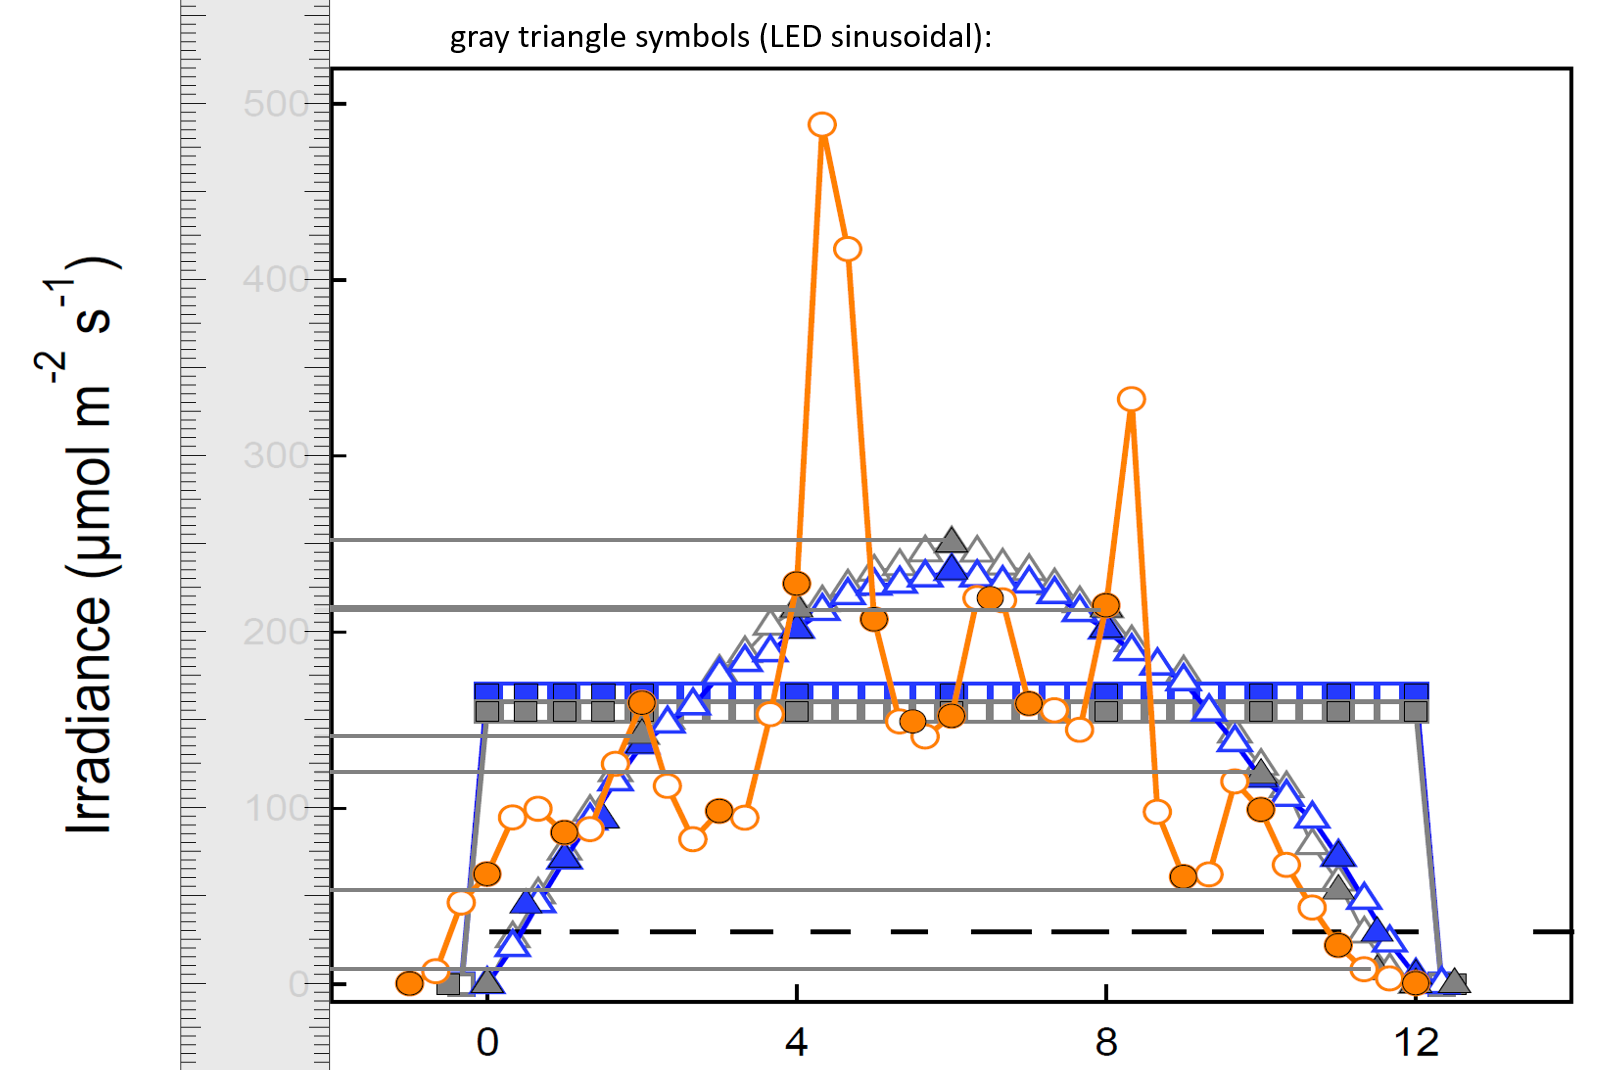 gray triangle symbols (LED sinusoidal):
Irradiance (μmol m⁻² s⁻¹)
500
400
300
200
100
0
0 4 8 12